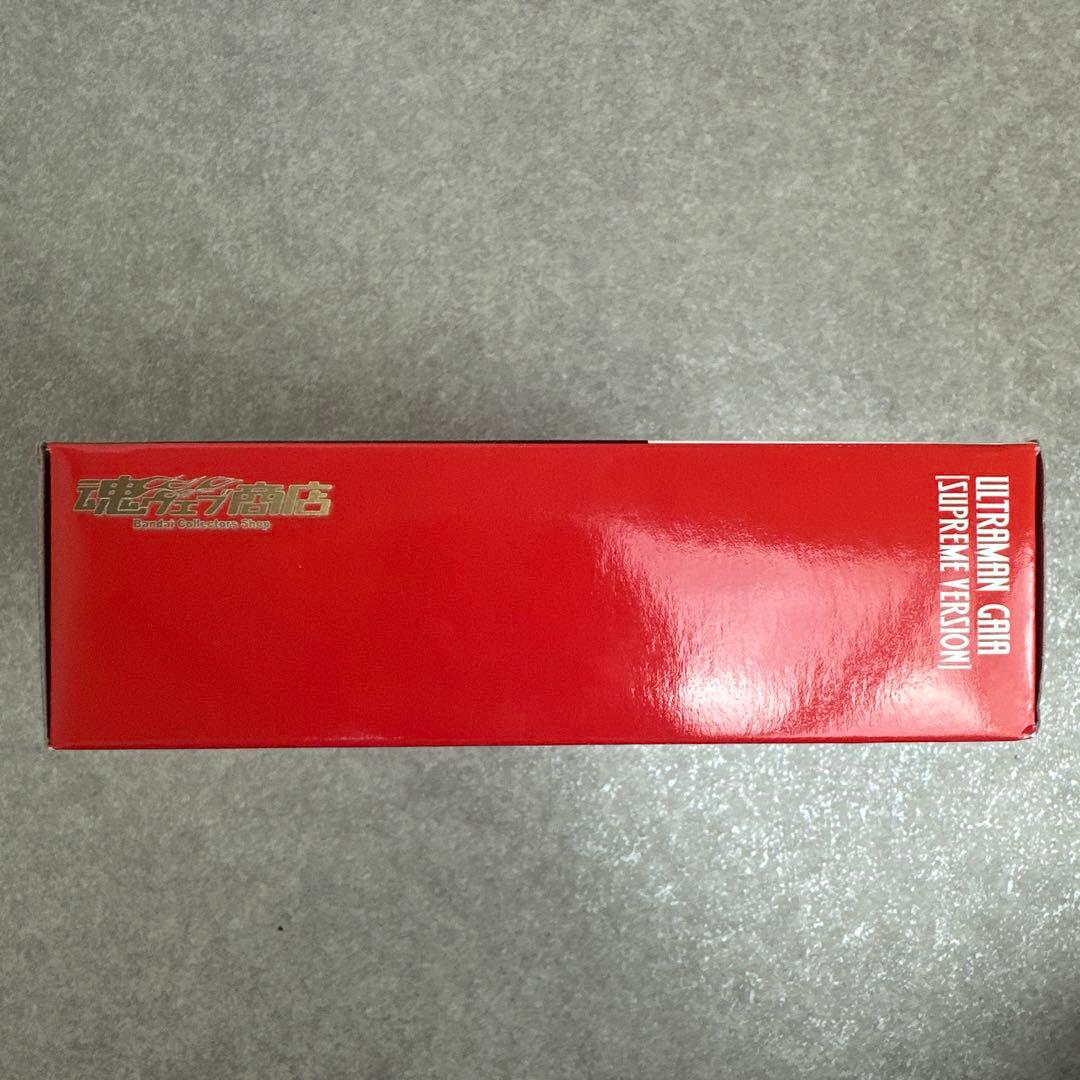 魂ウェブ商店
Bandai Collectors Shop
ULTRAMAN GAIA
[SUPREME VERSION]